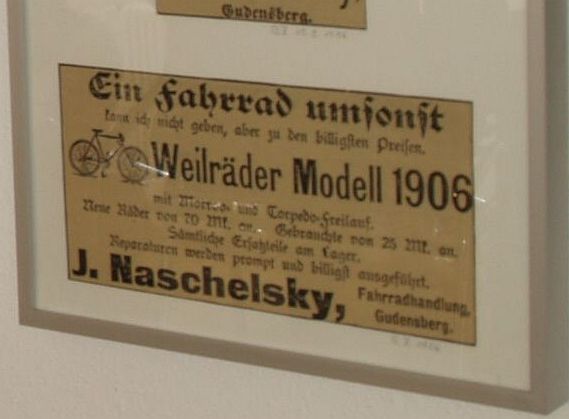 Gudensberg.
Ein Fahrrad umsonst
kann ich nicht geben, aber zu den billigsten Preisen.
Weilräder Modell 1906
mit Morrow- und Torpedo-Freilauf.
Neue Räder von 70 Mk. an. Gebrauchte von 25 Mk. an.
Sämtliche Ersatzteile am Lager.
Reparaturen werden prompt und billigst ausgeführt.
J. Naschelsky, Fahrradhandlung,
Gudensberg.